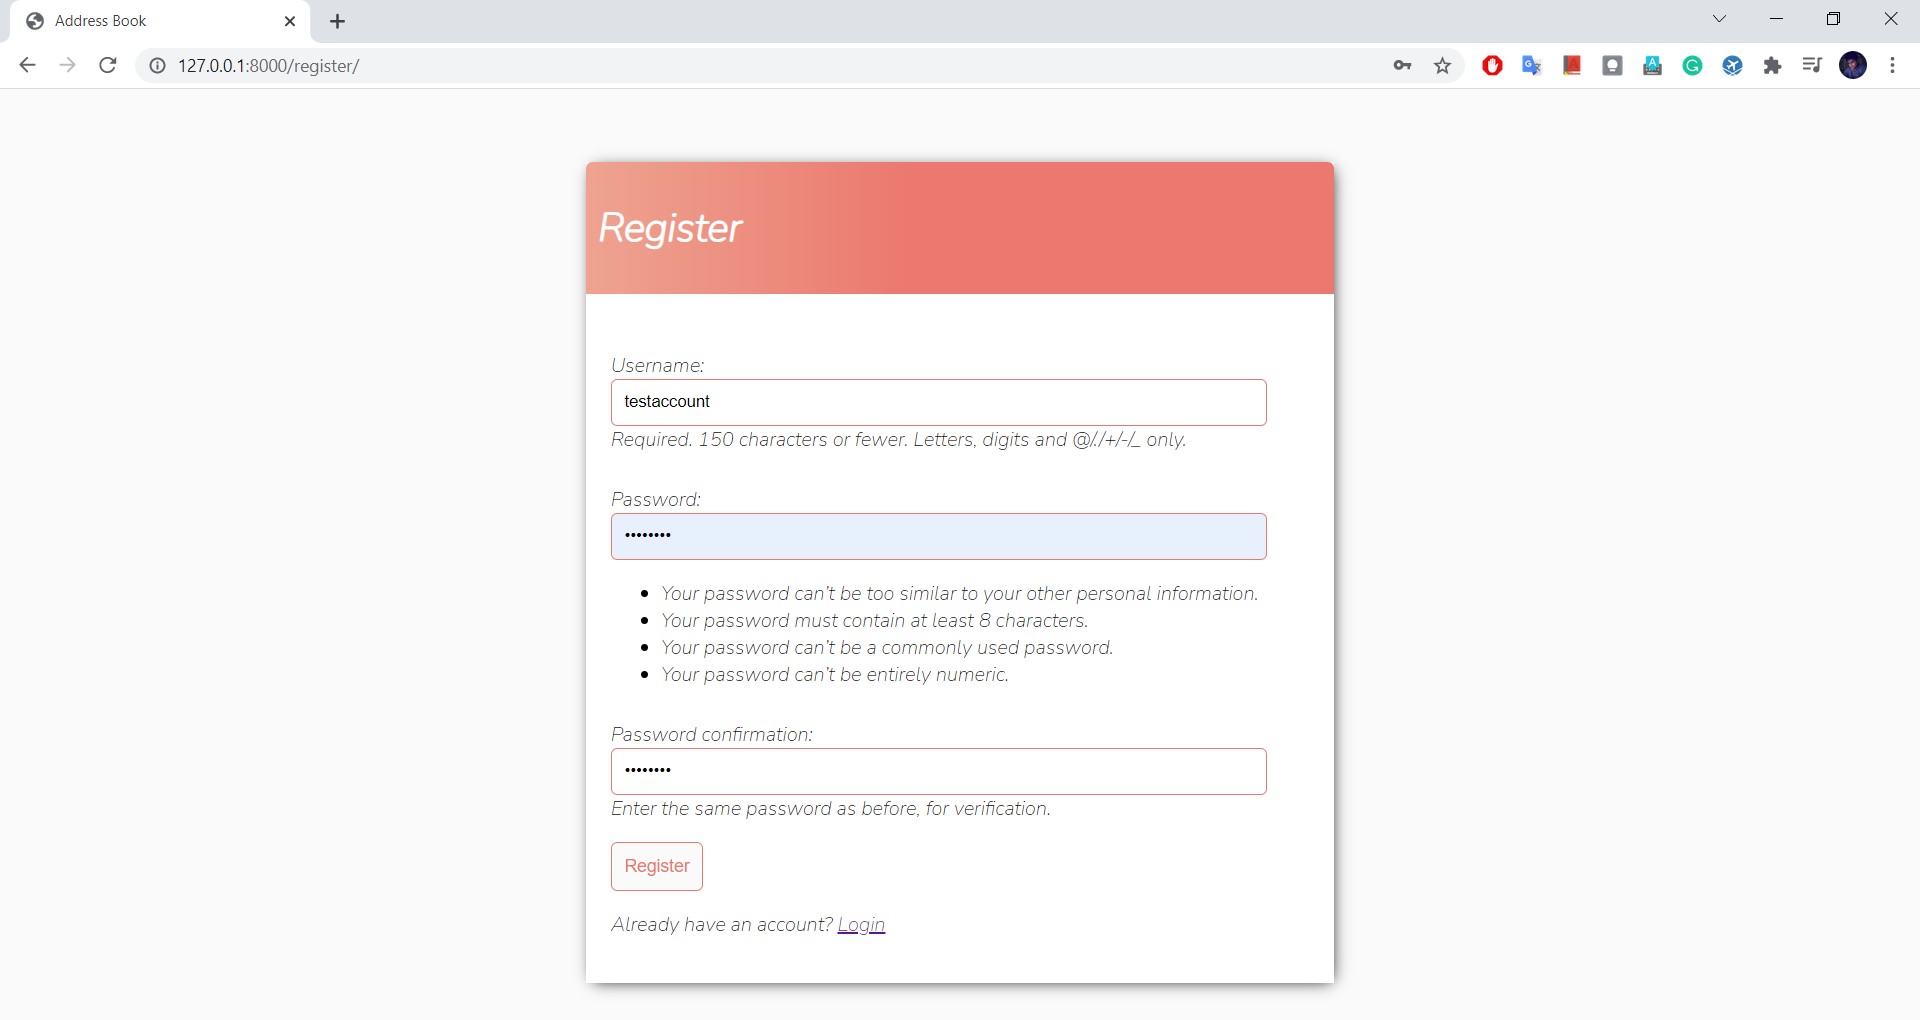 Address Book
127.0.0.1:8000/register/
Register
Username:
testaccount
Required. 150 characters or fewer. Letters, digits and @/./+/-/_ only.
Password:
••••••••
• Your password can’t be too similar to your other personal information.
• Your password must contain at least 8 characters.
• Your password can’t be a commonly used password.
• Your password can’t be entirely numeric.
Password confirmation:
••••••••
Enter the same password as before, for verification.
Register
Already have an account? Login